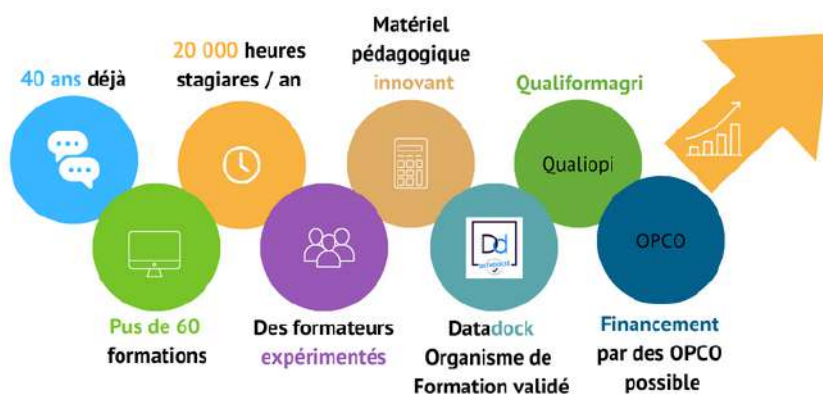 40 ans déjà
20 000 heures
stagiares / an
Matériel
pédagogique
innovant
Qualiformagri
Qualiopi
OPCO
Dd
Pus de 60
formations
Des formateurs
expérimentés
Datadock
Organisme de
Formation validé
Financement
par des OPCO
possible